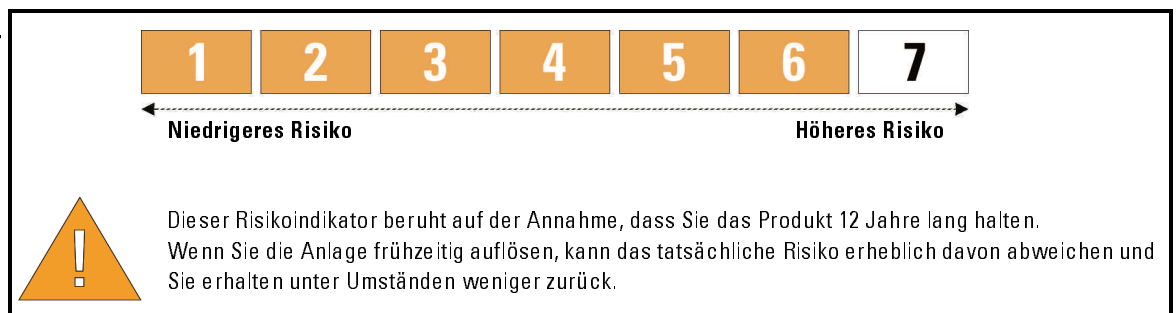 1 2 3 4 5 6 7
Niedrigeres Risiko Höheres Risiko
Dieser Risikoindikator beruht auf der Annahme, dass Sie das Produkt 12 Jahre lang halten.
Wenn Sie die Anlage frühzeitig auflösen, kann das tatsächliche Risiko erheblich davon abweichen und
Sie erhalten unter Umständen weniger zurück.
!